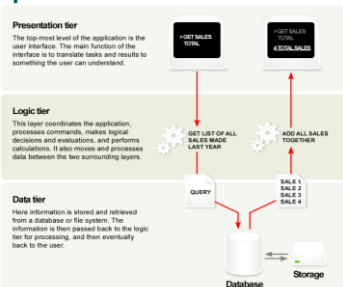 Presentation tier
The top-most level of the application is the
user interface. The main function of the
interface is to translate tasks and results to
something the user can understand.
> GET SALES
TOTAL
> GET SALES
TOTAL
4 TOTAL SALES
Logic tier
This layer coordinates the application,
processes commands, makes logical
decisions and evaluations, and performs
calculations. It also moves and processes
data between the two surrounding layers.
GET LIST OF ALL
SALES MADE
LAST YEAR
ADD ALL SALES
TOGETHER
Data tier
Here information is stored and retrieved
from a database or file system. The
information is then passed back to the logic
tier for processing, and then eventually
back to the user.
QUERY
SALE 1
SALE 2
SALE 3
SALE 4
Database
Storage